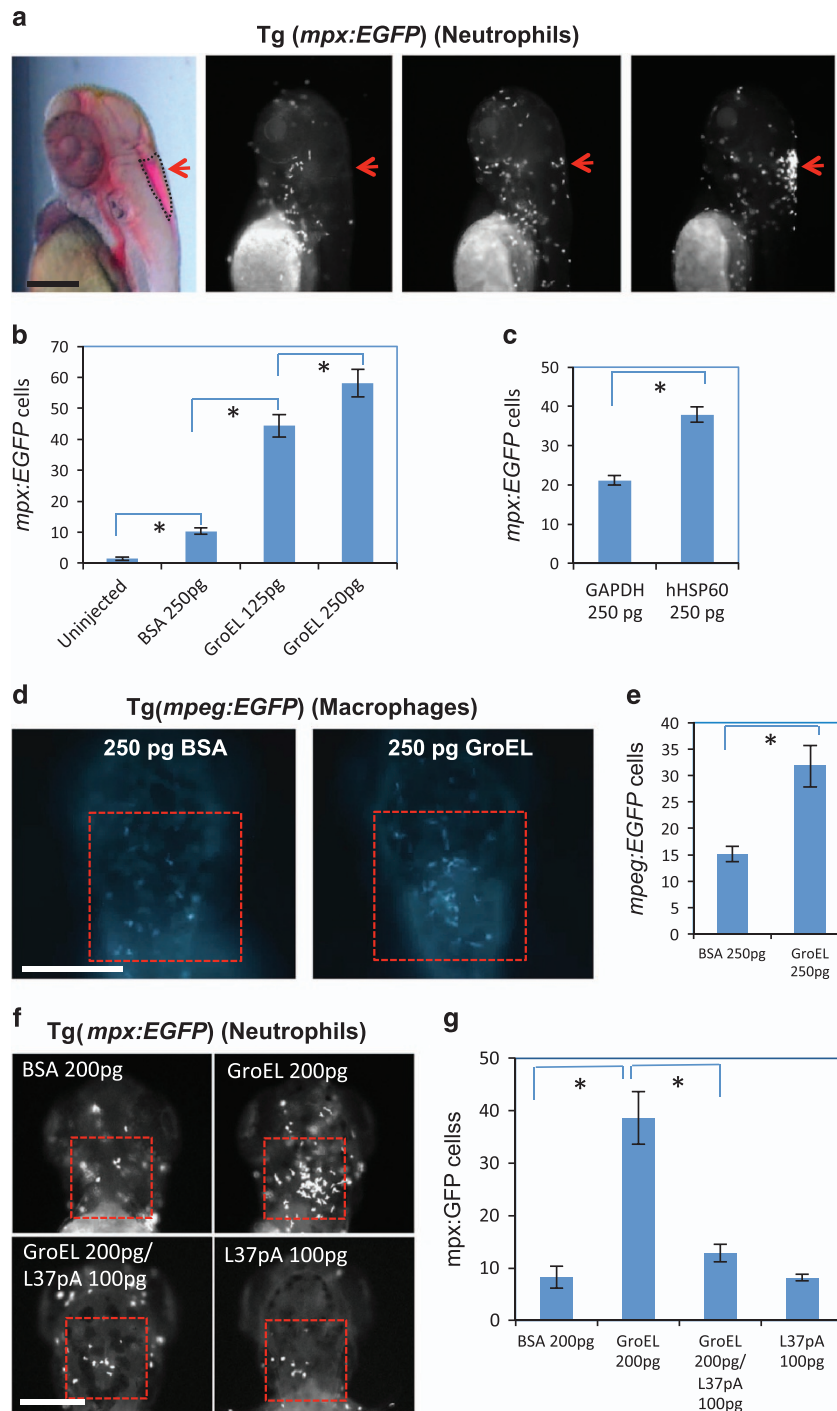 a
Tg (mpx:EGFP) (Neutrophils)
b
mpx:EGFP cells
70
60
50
40
30
20
10
0
*
*
*
Uninjected
BSA 250pg
GroEL 125pg
GroEL 250pg
c
mpx:EGFP cells
50
40
30
20
10
0
*
GAPDH
250 pg
hHSP60
250 pg
d
Tg(mpeg:EGFP) (Macrophages)
250 pg BSA
250 pg GroEL
e
mpeg:EGFP cells
40
35
30
25
20
15
10
5
0
*
BSA 250pg
GroEL
250pg
f
Tg(mpx:EGFP) (Neutrophils)
BSA 200pg
GroEL 200pg
GroEL 200pg/
L37pA 100pg
L37pA 100pg
g
mpx:GFP cellss
50
40
30
20
10
0
*
*
BSA 200pg
GroEL
200pg
GroEL
200pg/
L37pA
100pg
L37pA
100pg